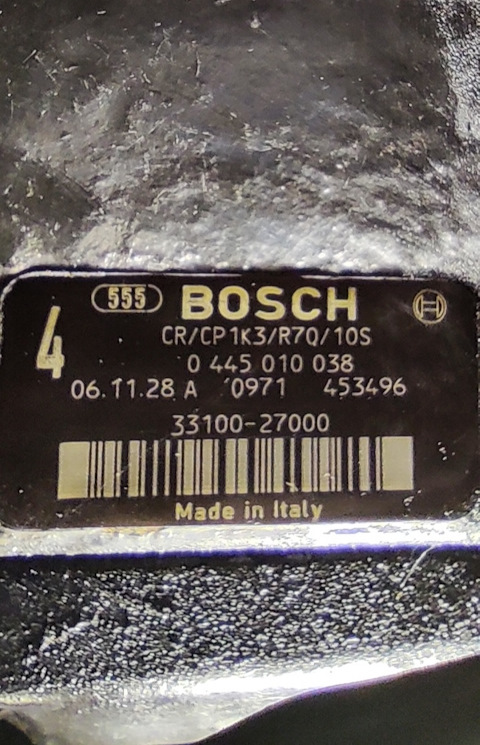 555 BOSCH
4
CR/CP1K3/R70/10S
0 445 010 038
06.11.28 A 0971 453496
33100-27000
Made in Italy